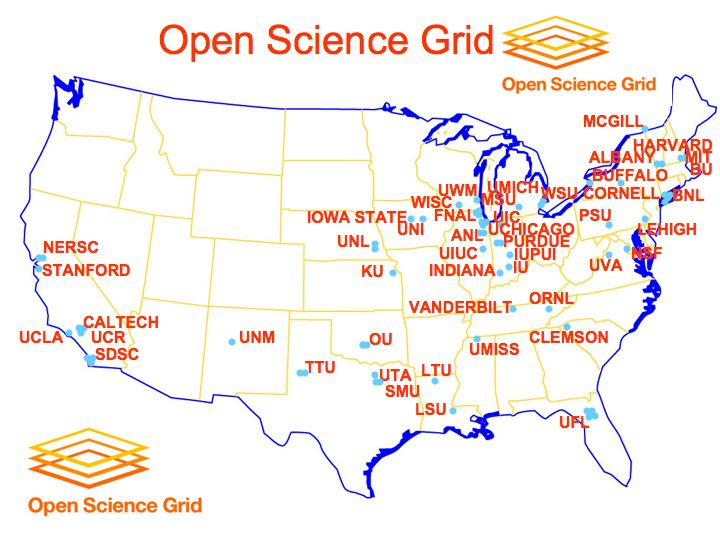 Open Science Grid
Open Science Grid
MCGILL
HARVARD
ALBANY
MIT
BU
BUFFALO
UWM
UMICH
MSU
WSU
CORNELL
BNL
WISC
FNAL
UIC
PSU
IOWA STATE
UNI
UCHICAGO
LEHIGH
ANL
PURDUE
NERSC
UNL
UIUC
IUPUI
NSF
STANFORD
KU
INDIANA
IU
UVA
VANDERBILT
ORNL
CALTECH
UCLA
UCR
UNM
OU
UMISS
CLEMSON
SDSC
TTU
UTA
LTU
SMU
LSU
UFL
Open Science Grid